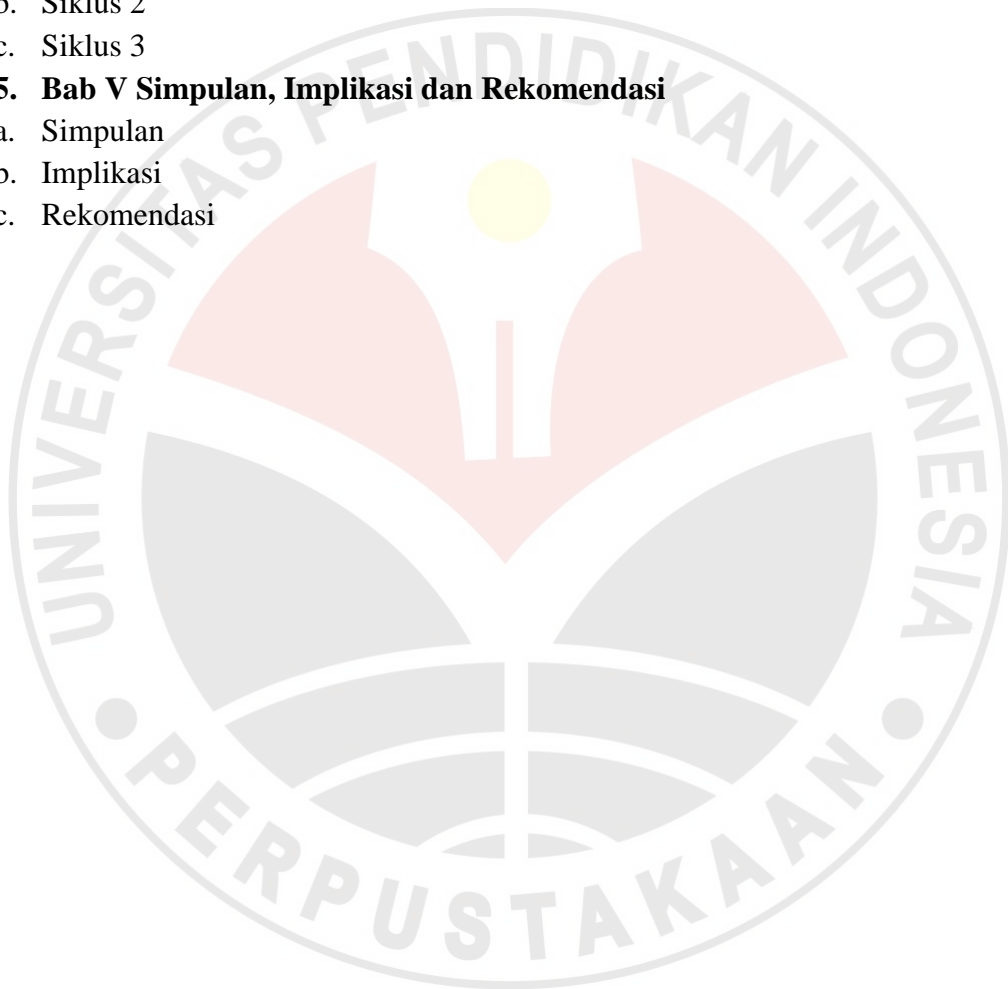 b. Siklus 2
c. Siklus 3
5. Bab V Simpulan, Implikasi dan Rekomendasi
a. Simpulan
b. Implikasi
c. Rekomendasi
UNIVERSITAS PENDIDIKAN INDONESIA
PERPUSTAKAAN